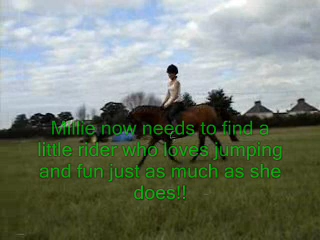 Millie now needs to find a
little rider who loves jumping
and fun just as much as she
does!!